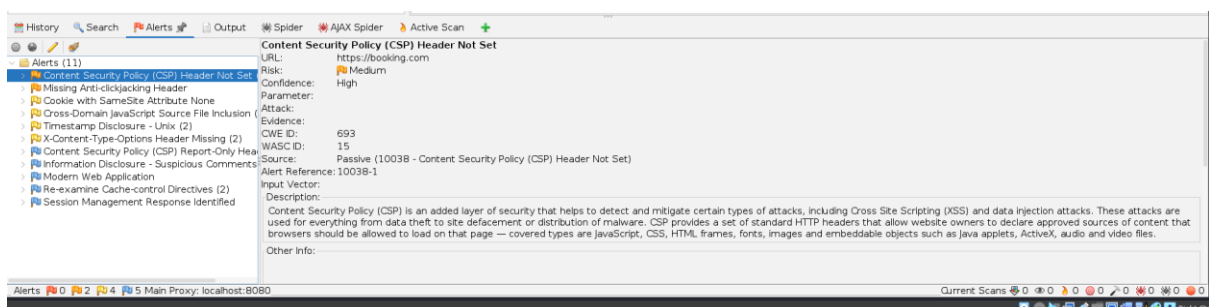 History Search Alerts Output Spider AJAX Spider Active Scan
Alerts (11)
Content Security Policy (CSP) Header Not Set (
Missing Anti-clickjacking Header
Cookie with SameSite Attribute None
Cross-Domain JavaScript Source File Inclusion (
Timestamp Disclosure - Unix (2)
X-Content-Type-Options Header Missing (2)
Content Security Policy (CSP) Report-Only Hea
Information Disclosure - Suspicious Comments
Modern Web Application
Re-examine Cache-control Directives (2)
Session Management Response Identified
Content Security Policy (CSP) Header Not Set
URL: https://booking.com
Risk: Medium
Confidence: High
Parameter:
Attack:
Evidence:
CWE ID: 693
WASC ID: 15
Source: Passive (10038 - Content Security Policy (CSP) Header Not Set)
Alert Reference: 10038-1
Input Vector:
Description:
Content Security Policy (CSP) is an added layer of security that helps to detect and mitigate certain types of attacks, including Cross Site Scripting (XSS) and data injection attacks. These attacks are
used for everything from data theft to site defacement or distribution of malware. CSP provides a set of standard HTTP headers that allow website owners to declare approved sources of content that
browsers should be allowed to load on that page — covered types are JavaScript, CSS, HTML frames, fonts, images and embeddable objects such as Java applets, ActiveX, audio and video files.
Other Info:
Alerts 0 2 4 5 Main Proxy: localhost:8080 Current Scans 0 0 0 0 0 0 0 0